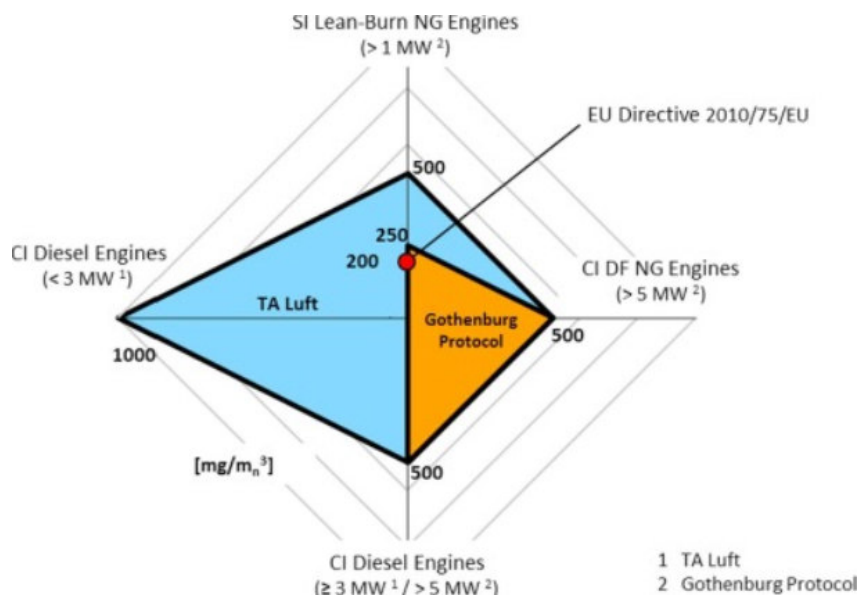 SI Lean-Burn NG Engines
(> 1 MW ²)
EU Directive 2010/75/EU
500
250
200
CI Diesel Engines
(< 3 MW ¹)
CI DF NG Engines
(> 5 MW ²)
TA Luft
Gothenburg
Protocol
1000
500
[mg/mₙ³]
500
CI Diesel Engines
(≧ 3 MW ¹ / > 5 MW ²)
1 TA Luft
2 Gothenburg Protocol